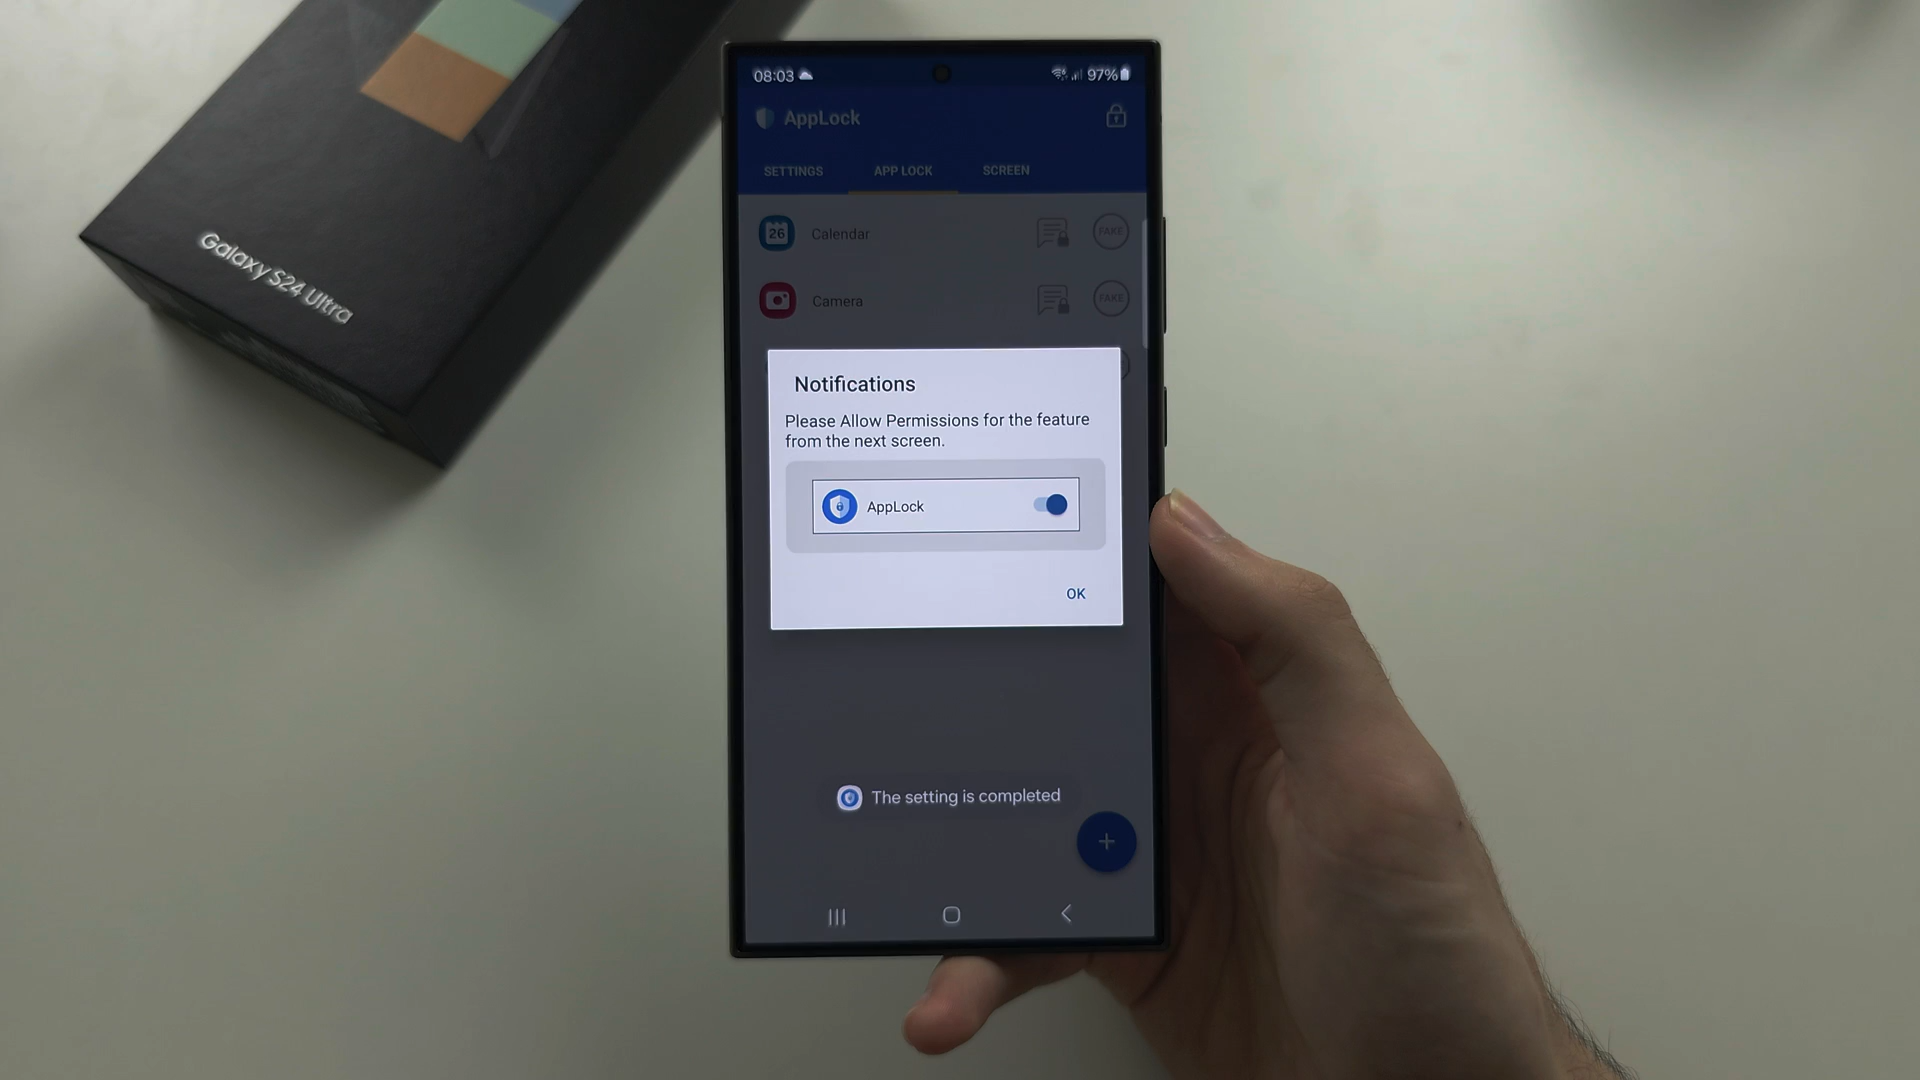 Galaxy S24 Ultra
08:03
97%
AppLock
SETTINGS
APP LOCK
SCREEN
26
Calendar
FAKE
Camera
FAKE
Notifications
Please Allow Permissions for the feature
from the next screen.
AppLock
OK
The setting is completed